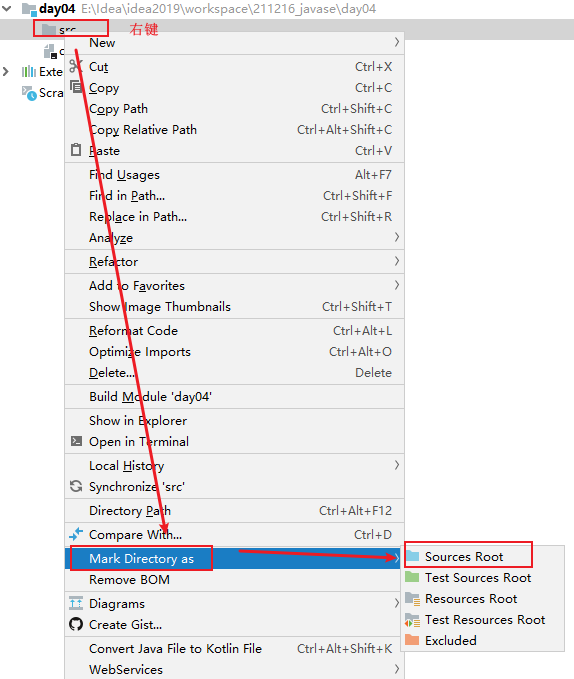 day04 E:\Idea\idea2019\workspace\211216_javase\day04
src 右键
New
Exte
Scra
Cut Ctrl+X
Copy Ctrl+C
Copy Path Ctrl+Shift+C
Copy Relative Path Ctrl+Alt+Shift+C
Paste Ctrl+V
Find Usages Alt+F7
Find in Path... Ctrl+Shift+F
Replace in Path... Ctrl+Shift+R
Analyze
Refactor
Add to Favorites
Show Image Thumbnails Ctrl+Shift+T
Reformat Code Ctrl+Alt+L
Optimize Imports Ctrl+Alt+O
Delete... Delete
Build Module 'day04'
Show in Explorer
Open in Terminal
Local History
Synchronize 'src'
Directory Path Ctrl+Alt+F12
Compare With... Ctrl+D
Mark Directory as
Sources Root
Test Sources Root
Resources Root
Test Resources Root
Excluded
Remove BOM
Diagrams
Create Gist...
Convert Java File to Kotlin File Ctrl+Alt+Shift+K
WebServices